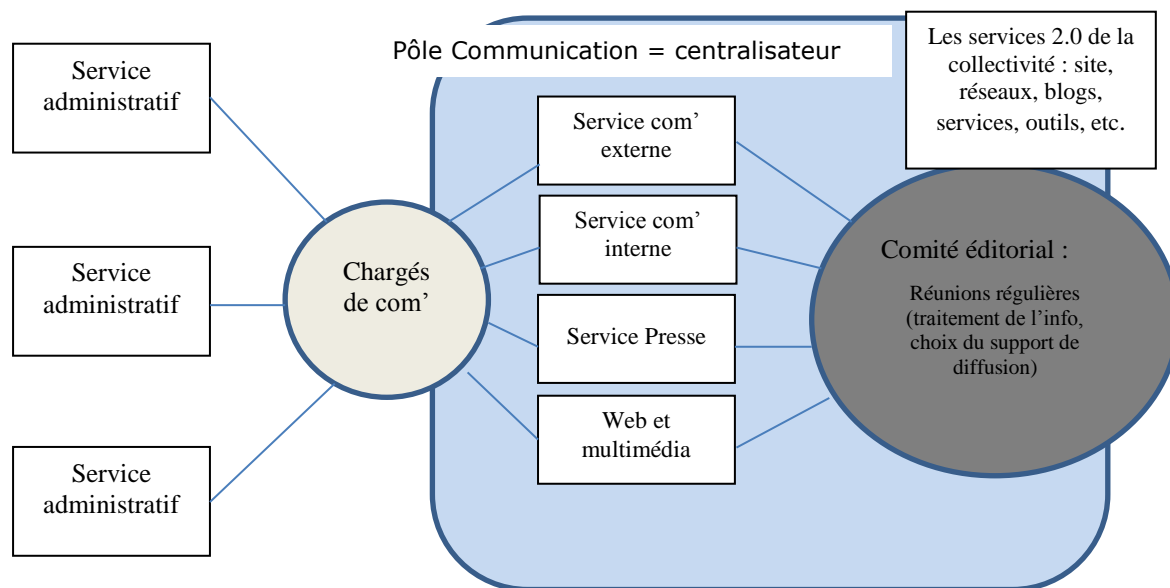 Service
administratif
Service
administratif
Service
administratif
Chargés
de com’
Pôle Communication = centralisateur
Service com’
externe
Service com’
interne
Service Presse
Web et
multimédia
Les services 2.0 de la
collectivité : site,
réseaux, blogs,
services, outils, etc.
Comité éditorial :
Réunions régulières
(traitement de l’info,
choix du support de
diffusion)